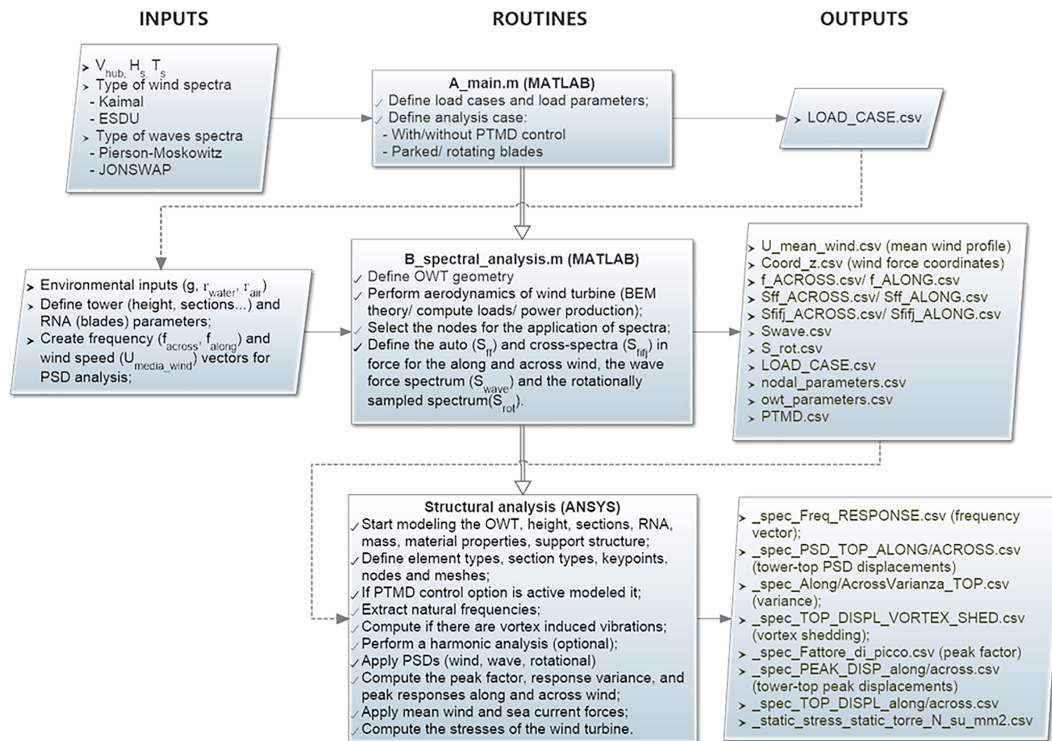 INPUTS
ROUTINES
OUTPUTS
V_hub, H_s, T_s
Type of wind spectra
- Kaimal
- ESDU
Type of waves spectra
- Pierson-Moskowitz
- JONSWAP
A_main.m (MATLAB)
Define load cases and load parameters;
Define analysis case:
- With/without PTMD control
- Parked/ rotating blades
LOAD_CASE.csv
Environmental inputs (g, r_water, r_air)
Define tower (height, sections...) and
RNA (blades) parameters;
Create frequency (f_across, f_along) and
wind speed (U_media_wind) vectors for
PSD analysis;
B_spectral_analysis.m (MATLAB)
Define OWT geometry
Perform aerodynamics of wind turbine (BEM
theory/ compute loads/ power production);
Select the nodes for the application of spectra;
Define the auto (S_ff) and cross-spectra (S_fifj) in
force for the along and across wind, the wave
force spectrum (S_wave) and the rotationally
sampled spectrum(S_rot).
U_mean_wind.csv (mean wind profile)
Coord_z.csv (wind force coordinates)
f_ACROSS.csv/ f_ALONG.csv
Sff_ACROSS.csv/ Sff_ALONG.csv
Sfifj_ACROSS.csv/ Sfifj_ALONG.csv
Swave.csv
S_rot.csv
LOAD_CASE.csv
nodal_parameters.csv
owt_parameters.csv
PTMD.csv
Structural analysis (ANSYS)
Start modeling the OWT, height, sections, RNA,
mass, material properties, support structure;
Define element types, section types, keypoints,
nodes and meshes;
If PTMD control option is active modeled it;
Extract natural frequencies;
Compute if there are vortex induced vibrations;
Perform a harmonic analysis (optional);
Apply PSDs (wind, wave, rotational)
Compute the peak factor, response variance, and
peak responses along and across wind;
Apply mean wind and sea current forces;
Compute the stresses of the wind turbine.
_spec_Freq_RESPONSE.csv (frequency
vector);
_spec_PSD_TOP_ALONG/ACROSS.csv
(tower-top PSD displacements)
_spec_Along/AcrossVarianza_TOP.csv
(variance);
_spec_TOP_DISPL_VORTEX_SHED.csv
(vortex shedding);
_spec_Fattore_di_picco.csv (peak factor)
_spec_PEAK_DISP_along/across.csv
(tower-top peak displacements)
_spec_TOP_DISPL_along/across.csv
_static_stress_static_torre_N_su_mm2.csv